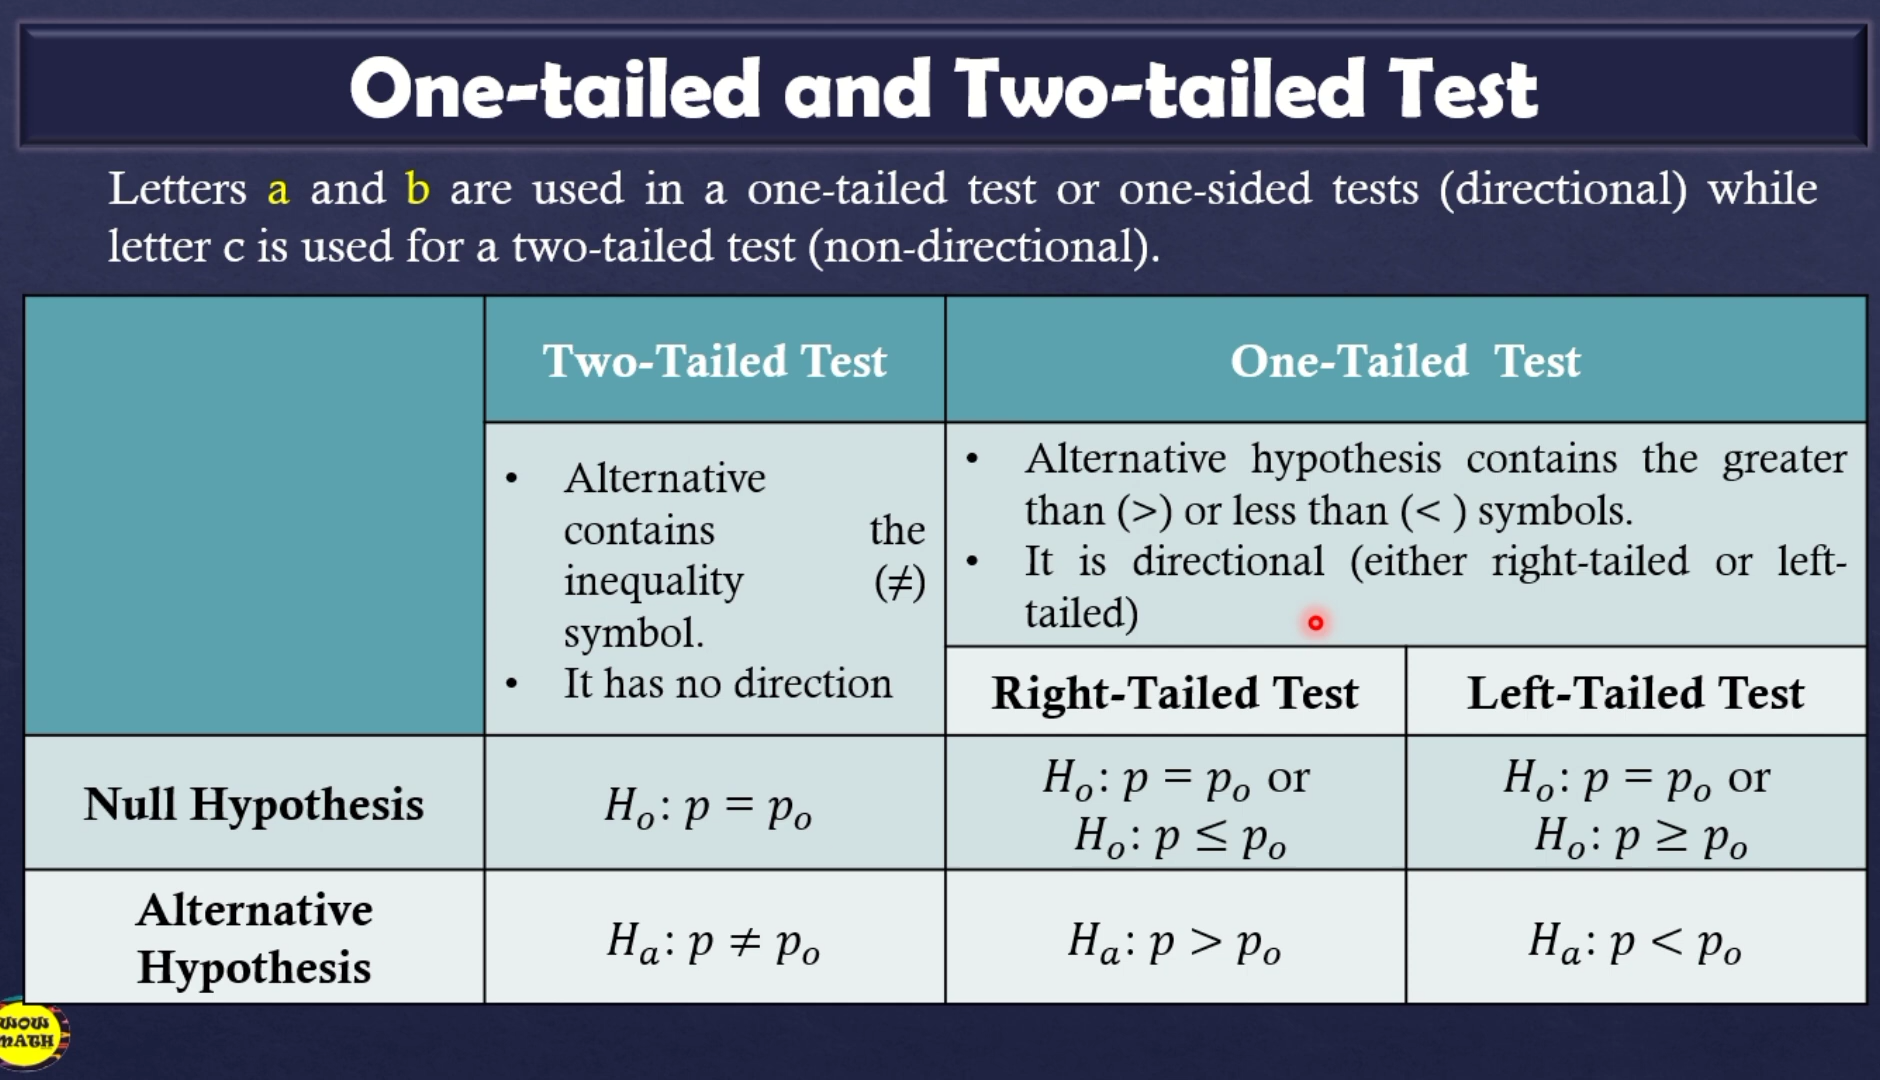 One-tailed and Two-tailed Test
Letters a and b are used in a one-tailed test or one-sided tests (directional) while
letter c is used for a two-tailed test (non-directional).
Two-Tailed Test
One-Tailed Test
• Alternative
contains the
inequality (≠)
symbol.
• It has no direction
• Alternative hypothesis contains the greater
than (>) or less than (< ) symbols.
• It is directional (either right-tailed or left-
tailed)
Right-Tailed Test
Left-Tailed Test
Null Hypothesis
Hₒ: p = pₒ
Hₒ: p = pₒ or
Hₒ: p ≤ pₒ
Hₒ: p = pₒ or
Hₒ: p ≥ pₒ
Alternative
Hypothesis
Hₐ: p ≠ pₒ
Hₐ: p > pₒ
Hₐ: p < pₒ
WOW
MATH